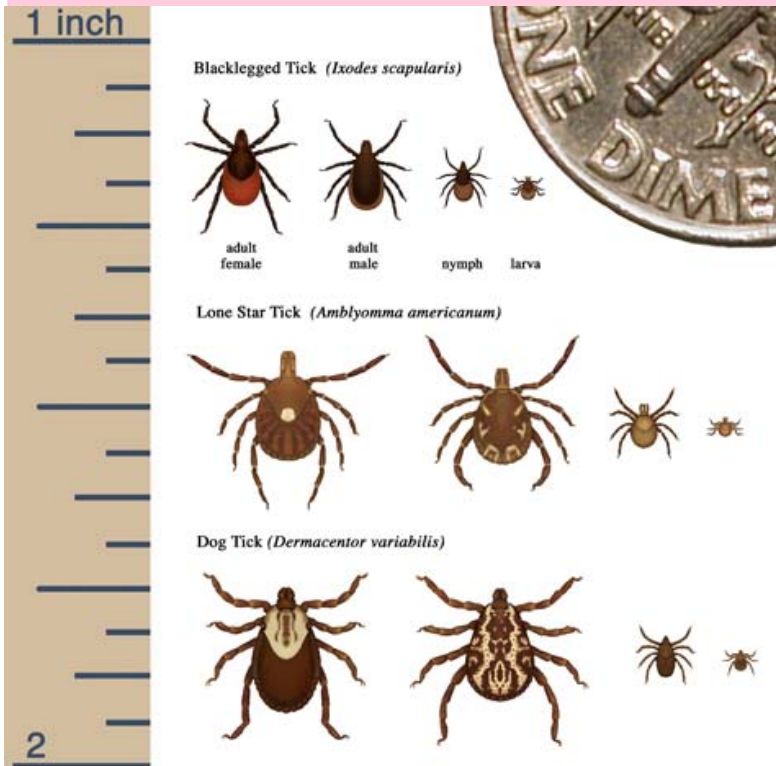 1 inch
Blacklegged Tick (Ixodes scapularis)
ONE DIME
adult
female
adult
male
nymph
larva
Lone Star Tick (Amblyomma americanum)
Dog Tick (Dermacentor variabilis)
2